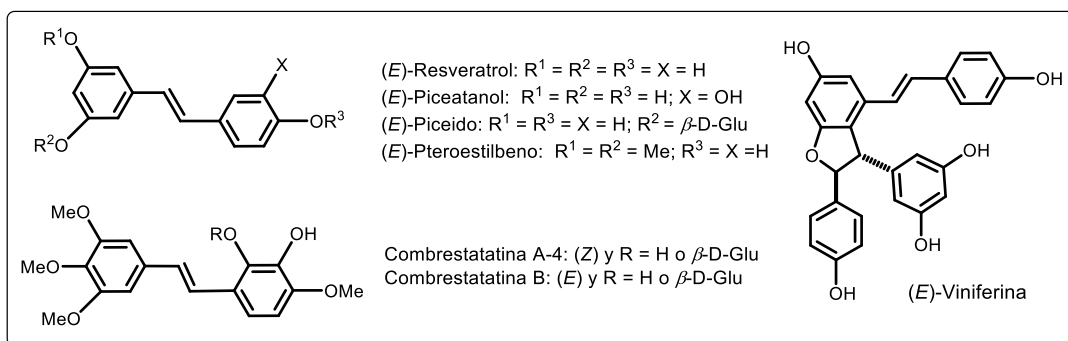 R¹O
X
OR³
R²O
(E)-Resveratrol: R¹ = R² = R³ = X = H
(E)-Piceatanol: R¹ = R² = R³ = H; X = OH
(E)-Piceido: R¹ = R³ = X = H; R² = β-D-Glu
(E)-Pteroestilbeno: R¹ = R² = Me; R³ = X =H
MeO
MeO
MeO
RO
OH
OMe
Combrestatatina A-4: (Z) y R = H o β-D-Glu
Combrestatatina B: (E) y R = H o β-D-Glu
HO
OH
O
OH
OH
OH
(E)-Viniferina